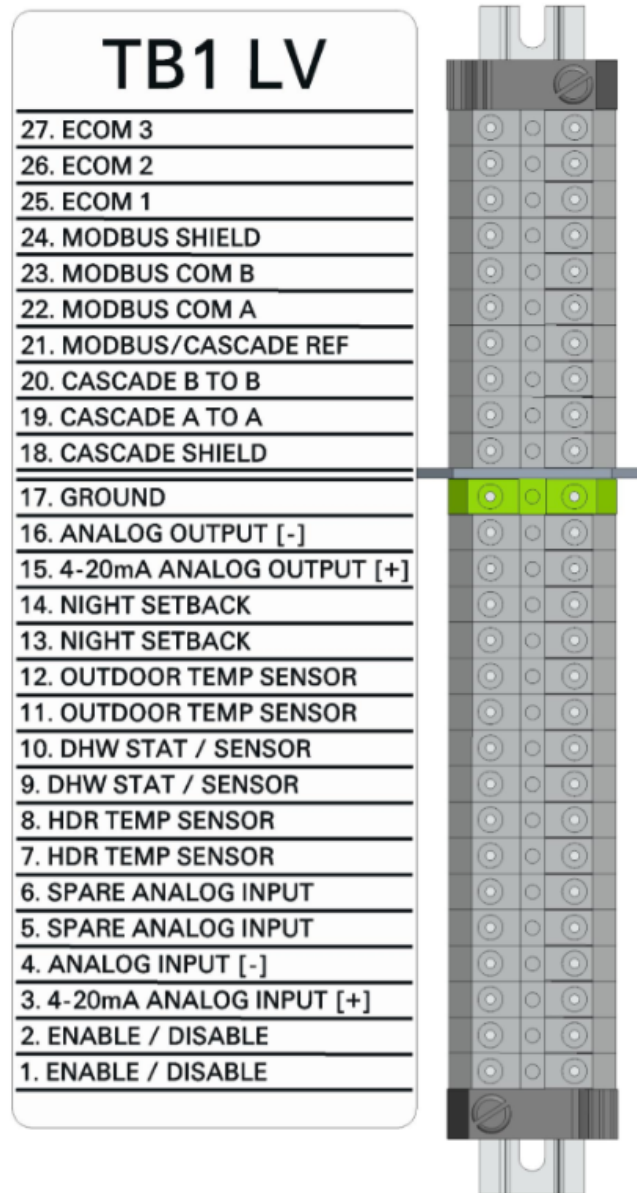 TB1 LV
27. ECOM 3
26. ECOM 2
25. ECOM 1
24. MODBUS SHIELD
23. MODBUS COM B
22. MODBUS COM A
21. MODBUS/CASCADE REF
20. CASCADE B TO B
19. CASCADE A TO A
18. CASCADE SHIELD
17. GROUND
16. ANALOG OUTPUT [-]
15. 4-20mA ANALOG OUTPUT [+]
14. NIGHT SETBACK
13. NIGHT SETBACK
12. OUTDOOR TEMP SENSOR
11. OUTDOOR TEMP SENSOR
10. DHW STAT / SENSOR
9. DHW STAT / SENSOR
8. HDR TEMP SENSOR
7. HDR TEMP SENSOR
6. SPARE ANALOG INPUT
5. SPARE ANALOG INPUT
4. ANALOG INPUT [-]
3. 4-20mA ANALOG INPUT [+]
2. ENABLE / DISABLE
1. ENABLE / DISABLE